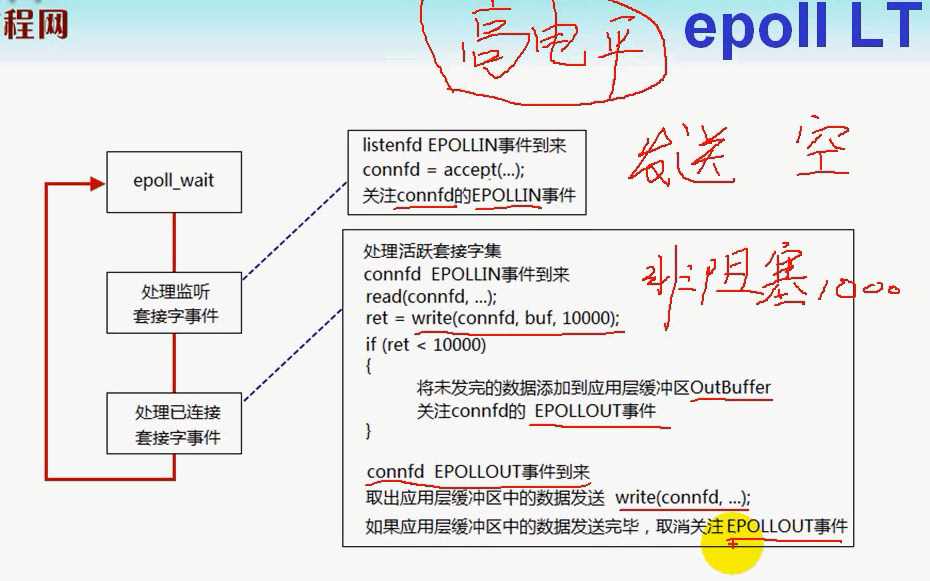 程网
高电平
epoll LT
发送 空
epoll_wait
listenfd EPOLLIN事件到来
connfd = accept(...);
关注connfd的EPOLLIN事件
处理监听
套接字事件
处理已连接
套接字事件
处理活跃套接字集
connfd EPOLLIN事件到来
read(connfd, ...);
ret = write(connfd, buf, 10000);
if (ret < 10000)
{
将未发完的数据添加到应用层缓冲区OutBuffer
关注connfd的 EPOLLOUT事件
}
connfd EPOLLOUT事件到来
取出应用层缓冲区中的数据发送 write(connfd, ...);
如果应用层缓冲区中的数据发送完毕，取消关注EPOLLOUT事件
非阻塞 1000